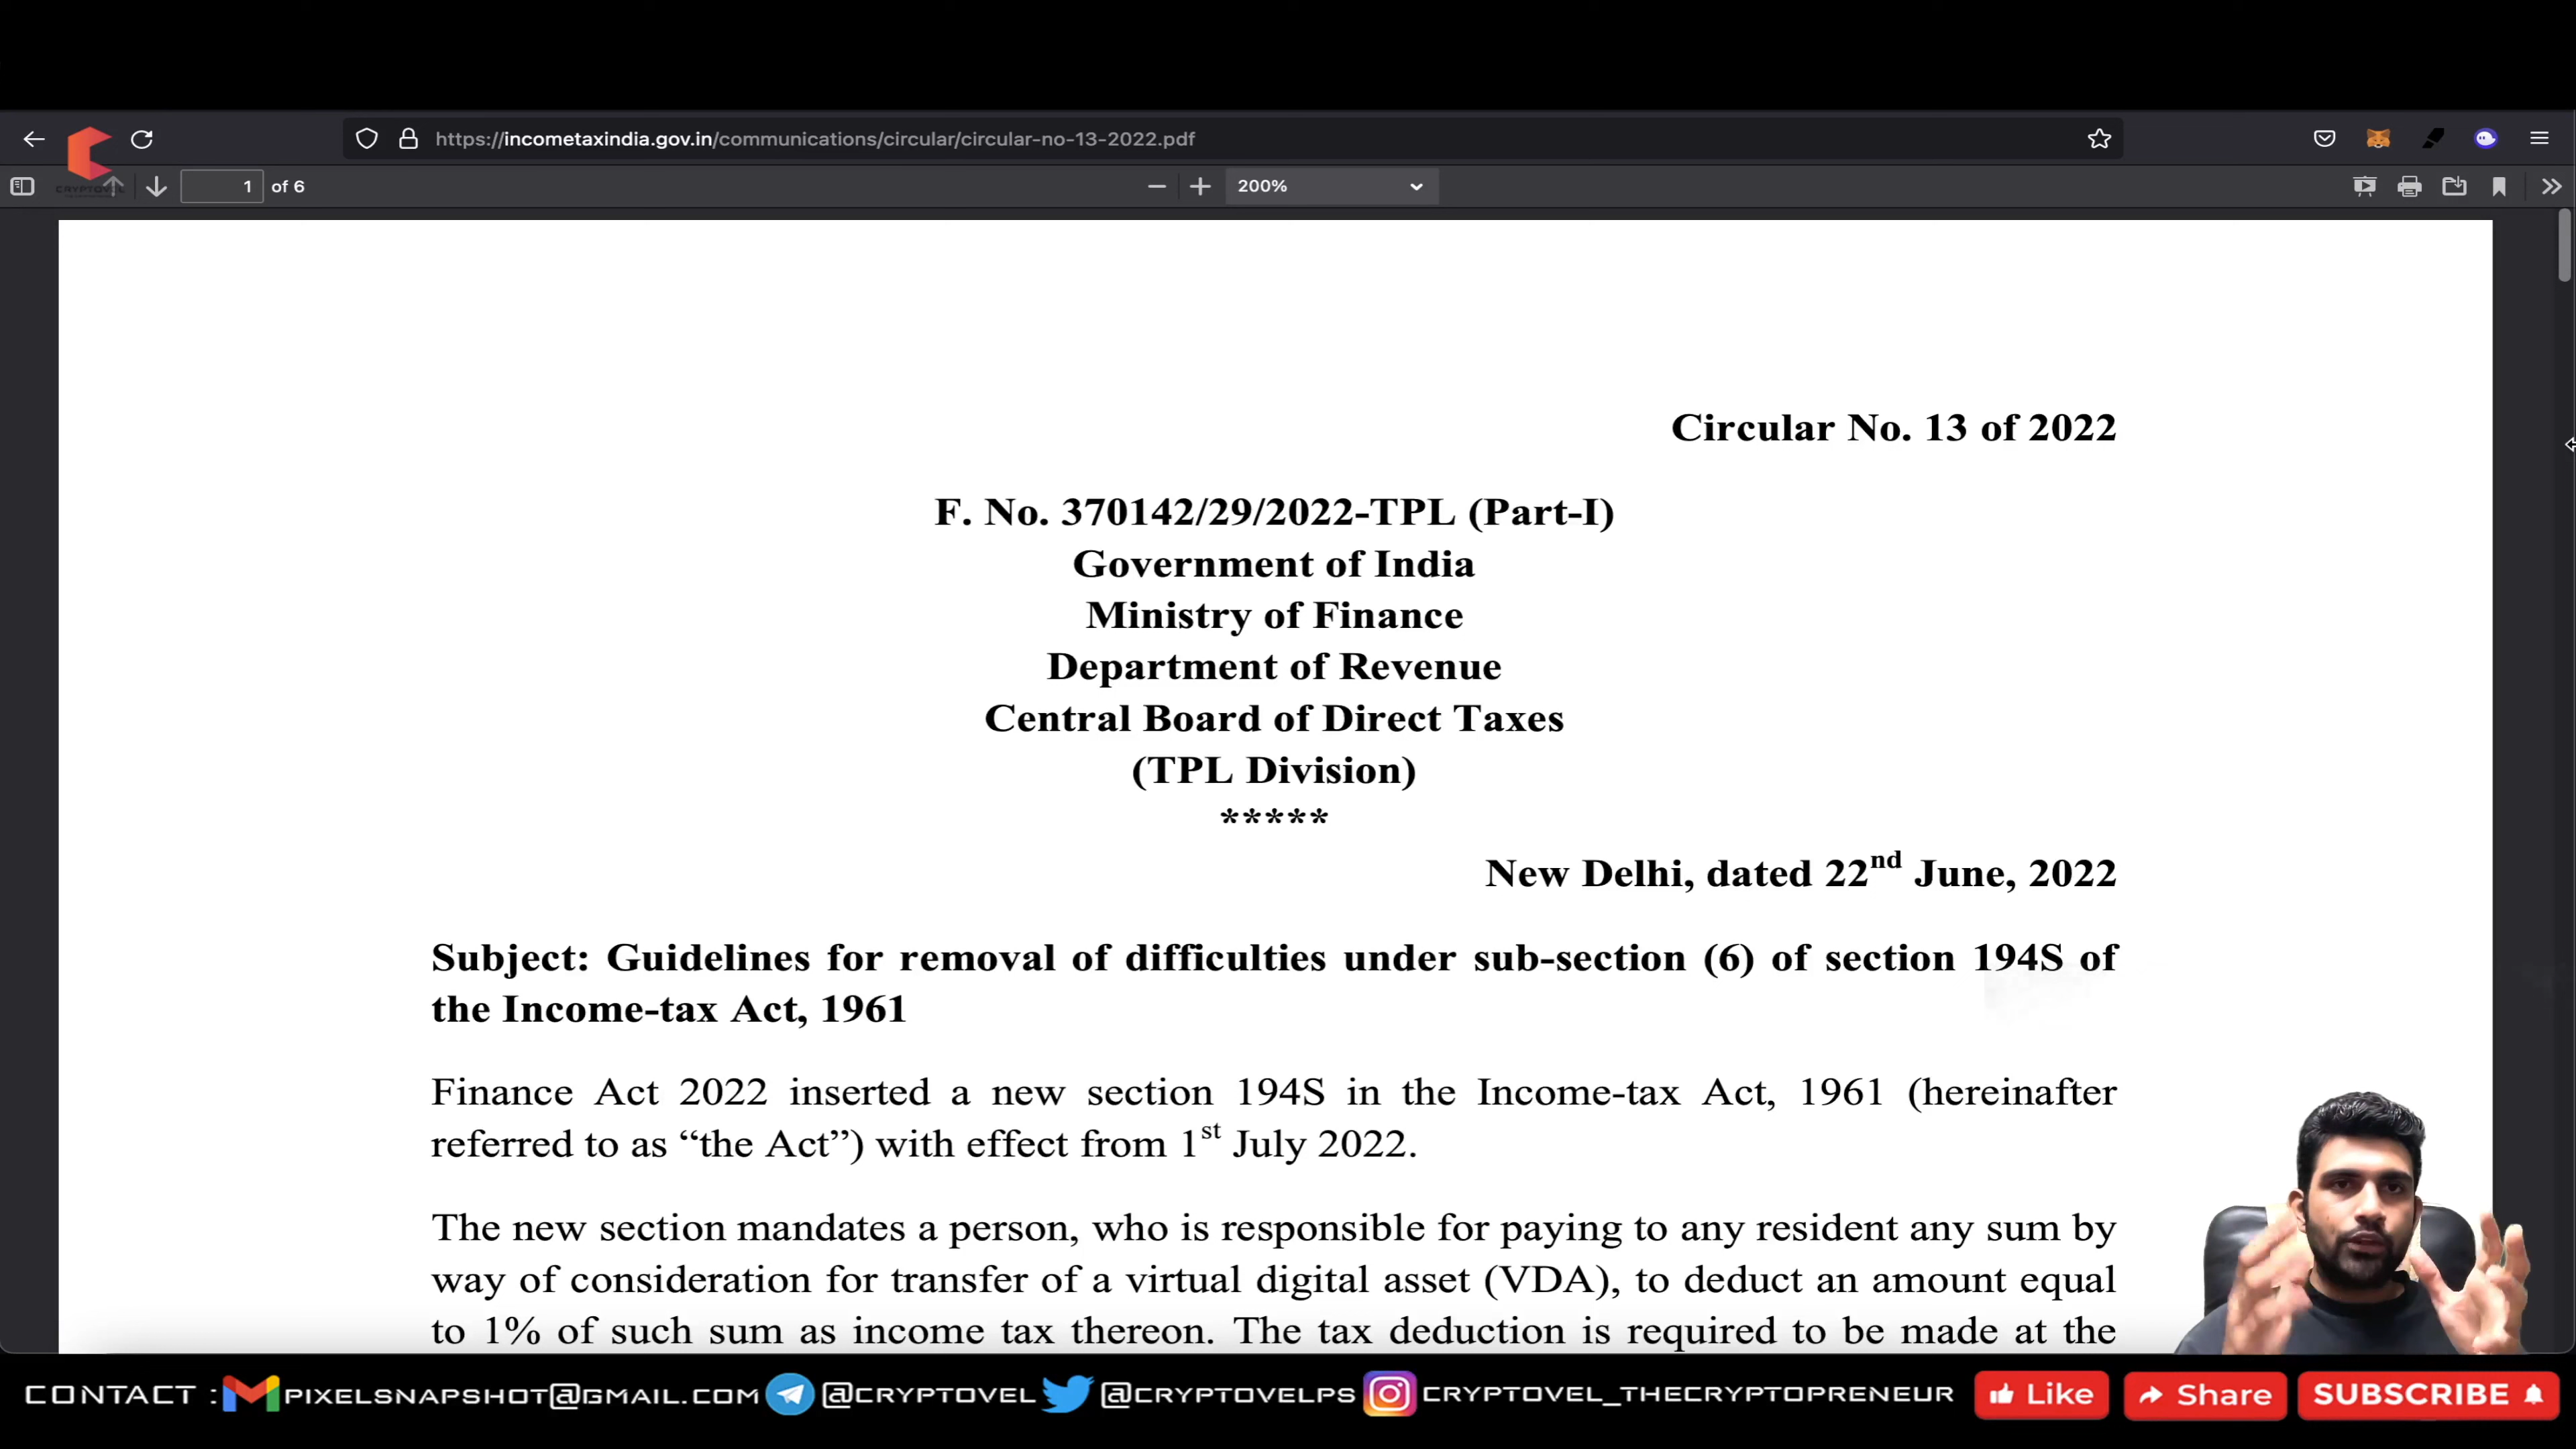 https://incometaxindia.gov.in/communications/circular/circular-no-13-2022.pdf
CRYPTOVEL
1 of 6
200%
Circular No. 13 of 2022
F. No. 370142/29/2022-TPL (Part-I)
Government of India
Ministry of Finance
Department of Revenue
Central Board of Direct Taxes
(TPL Division)
*****
New Delhi, dated 22nd June, 2022
Subject: Guidelines for removal of difficulties under sub-section (6) of section 194S of
the Income-tax Act, 1961
Finance Act 2022 inserted a new section 194S in the Income-tax Act, 1961 (hereinafter
referred to as “the Act”) with effect from 1st July 2022.
The new section mandates a person, who is responsible for paying to any resident any sum by
way of consideration for transfer of a virtual digital asset (VDA), to deduct an amount equal
to 1% of such sum as income tax thereon. The tax deduction is required to be made at the
CONTACT : PIXELSNAPSHOT@GMAIL.COM @CRYPTOVEL @CRYPTOVELPS CRYPTOVEL_THECRYPTOPRENEUR Like Share SUBSCRIBE